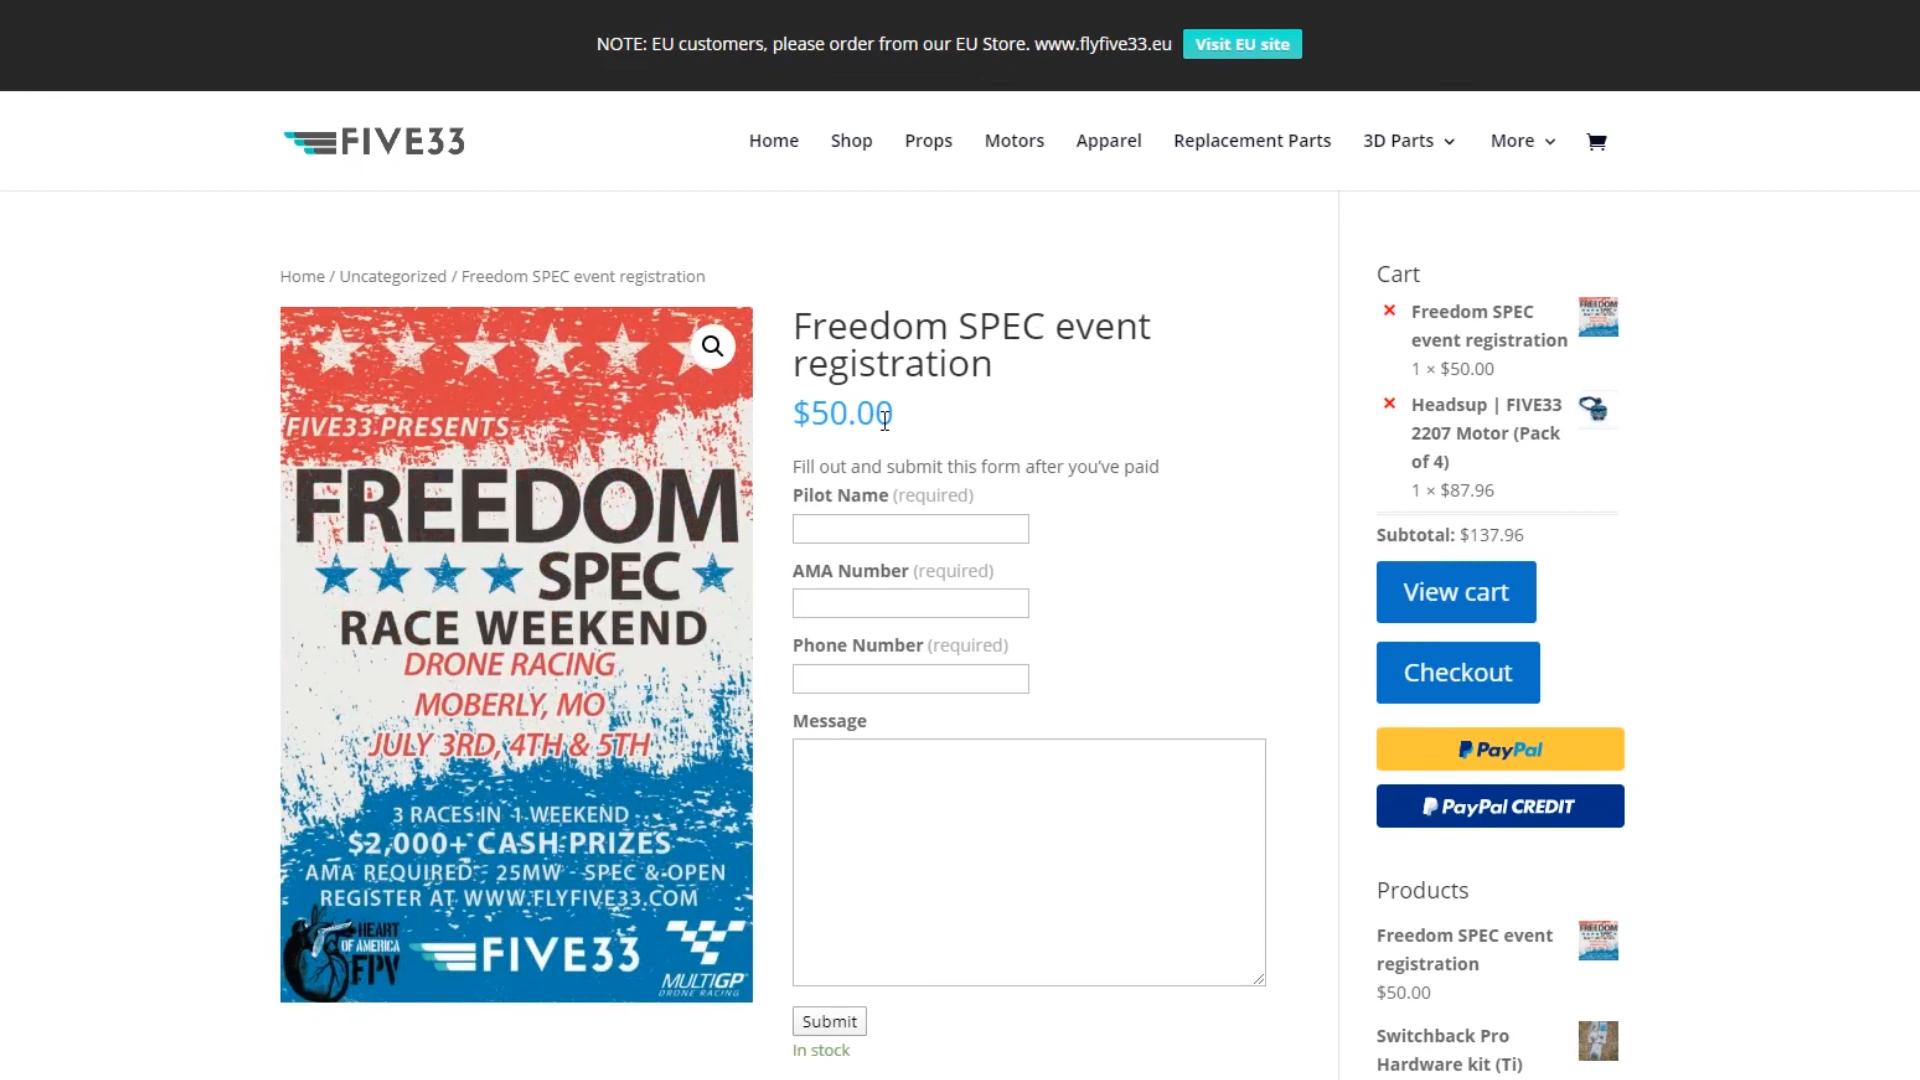 NOTE: EU customers, please order from our EU Store. www.flyfive33.eu
Visit EU site
FIVE33
Home
Shop
Props
Motors
Apparel
Replacement Parts
3D Parts
More
Home / Uncategorized / Freedom SPEC event registration
FIVE33 PRESENTS
FREEDOM
SPEC
RACE WEEKEND
DRONE RACING
MOBERLY, MO
JULY 3RD, 4TH & 5TH
3 RACES IN 1 WEEKEND
$2,000+ CASH PRIZES
AMA REQUIRED - 25MW - SPEC & OPEN
REGISTER AT WWW.FLYFIVE33.COM
HEART
OF AMERICA
FPV
FIVE33
MULTIGP
DRONE RACING
Freedom SPEC event
registration
$50.00
Fill out and submit this form after you've paid
Pilot Name (required)
AMA Number (required)
Phone Number (required)
Message
Submit
In stock
Cart
Freedom SPEC
event registration
1 × $50.00
Headsup | FIVE33
2207 Motor (Pack
of 4)
1 × $87.96
Subtotal: $137.96
View cart
Checkout
PayPal
PayPal CREDIT
Products
Freedom SPEC event
registration
$50.00
Switchback Pro
Hardware kit (Ti)